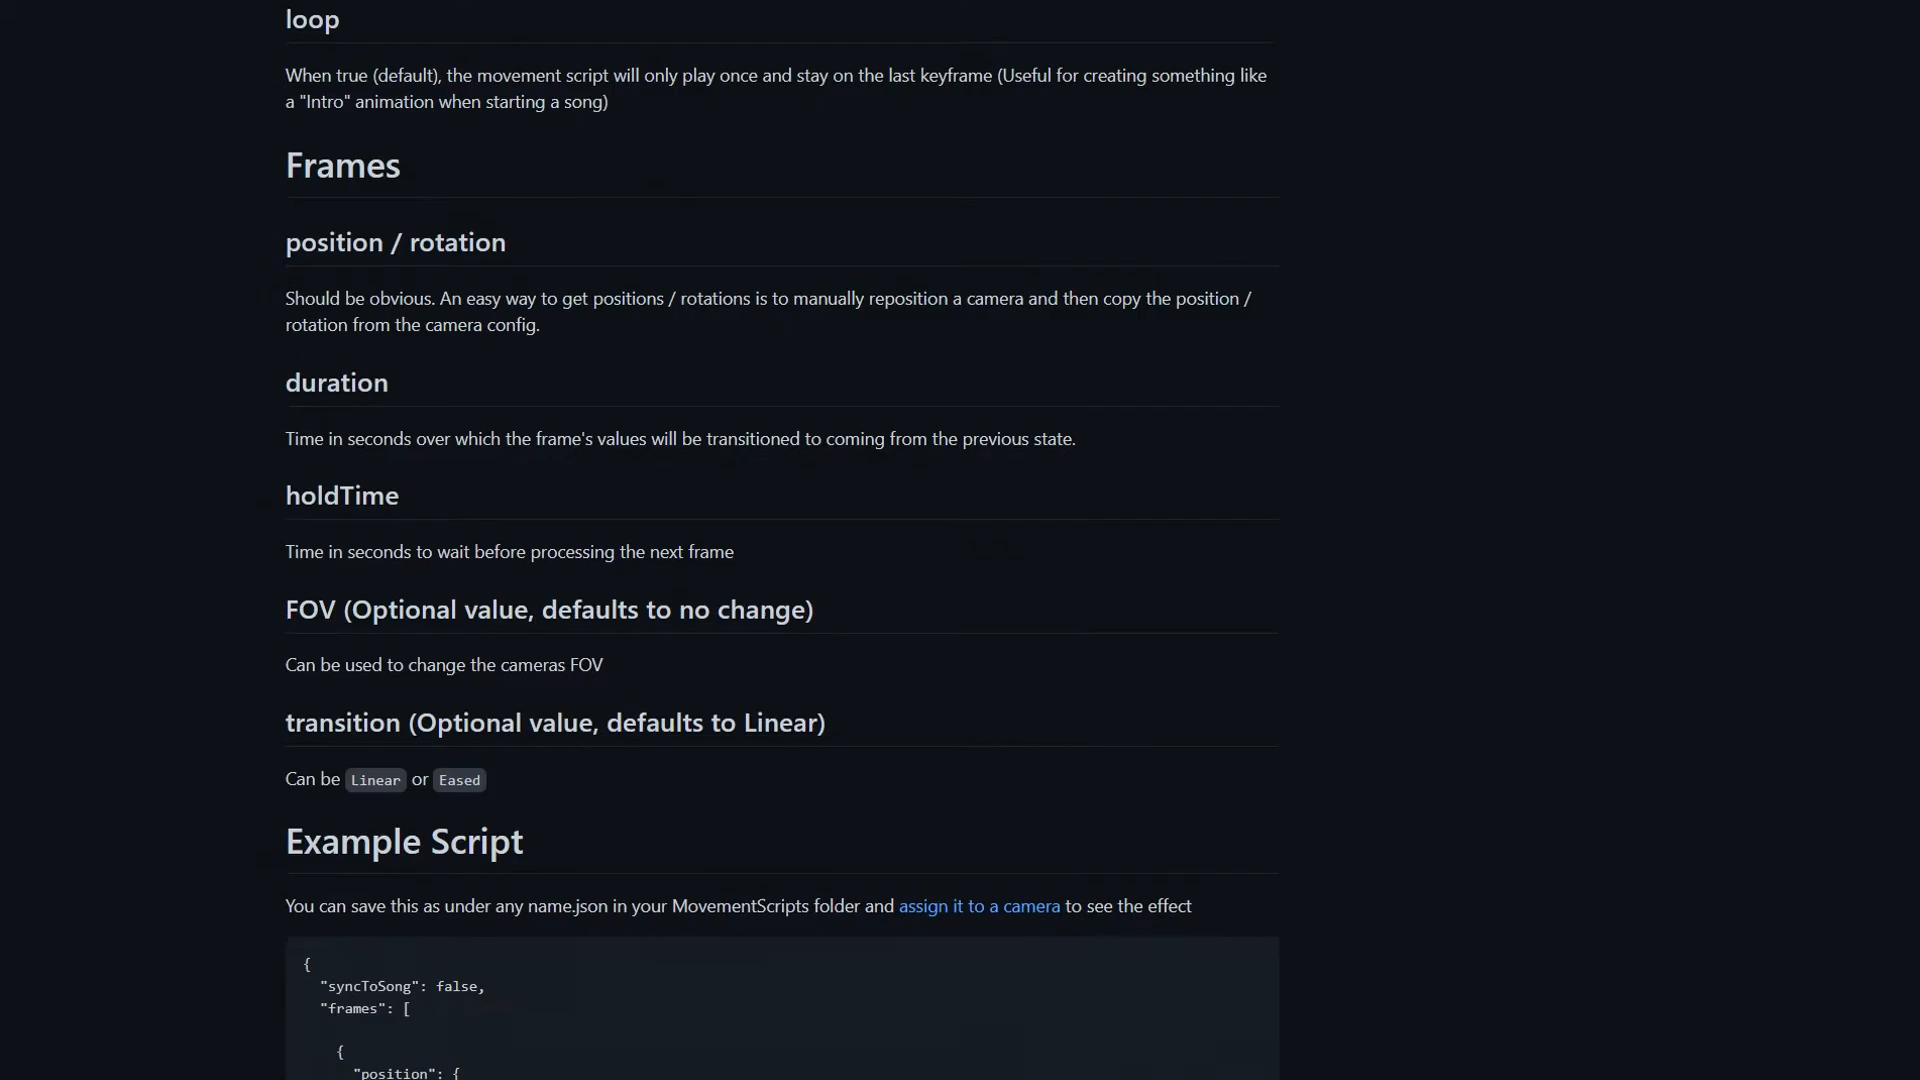 loop
When true (default), the movement script will only play once and stay on the last keyframe (Useful for creating something like
a "Intro" animation when starting a song)
Frames
position / rotation
Should be obvious. An easy way to get positions / rotations is to manually reposition a camera and then copy the position /
rotation from the camera config.
duration
Time in seconds over which the frame's values will be transitioned to coming from the previous state.
holdTime
Time in seconds to wait before processing the next frame
FOV (Optional value, defaults to no change)
Can be used to change the cameras FOV
transition (Optional value, defaults to Linear)
Can be Linear or Eased
Example Script
You can save this as under any name.json in your MovementScripts folder and assign it to a camera to see the effect
{
"syncToSong": false,
"frames": [
{
"position": {